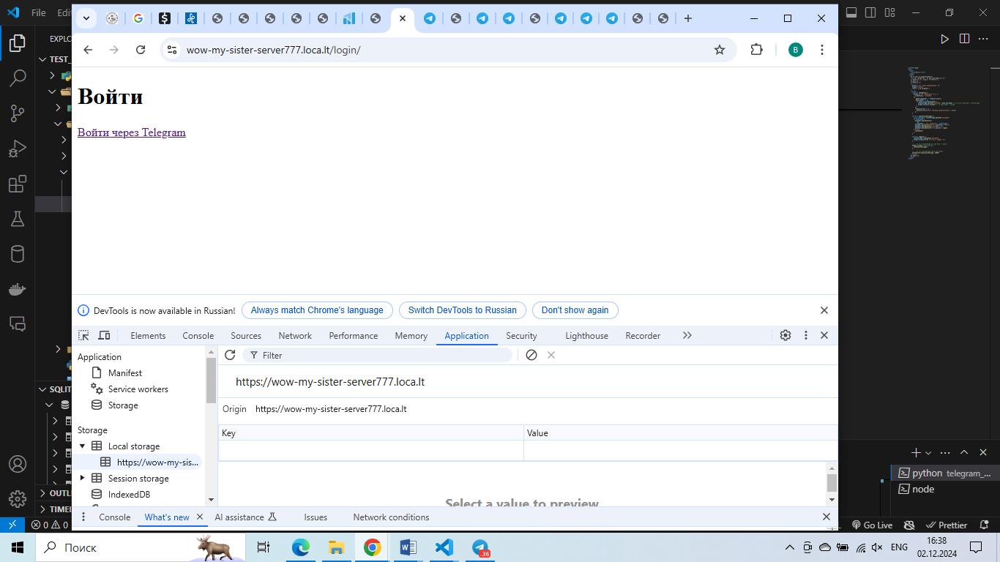 File
EXPLO
TEST_
SQLIT
OUTLI
TIMEL
0 0
wow-my-sister-server777.loca.lt/login/
B
Войти
Войти через Telegram
DevTools is now available in Russian!
Always match Chrome's language
Switch DevTools to Russian
Don't show again
Elements Console Sources Network Performance Memory Application Security Lighthouse Recorder
Application
Manifest
Service workers
Storage
Storage
Local storage
https://wow-my-sis...
Session storage
IndexedDB
Filter
https://wow-my-sister-server777.loca.lt
Origin https://wow-my-sister-server777.loca.lt
Key Value
Select a value to preview
Console What's new AI assistance Issues Network conditions
python telegram_...
node
Go Live Prettier
Поиск
.36
ENG
16:38
02.12.2024